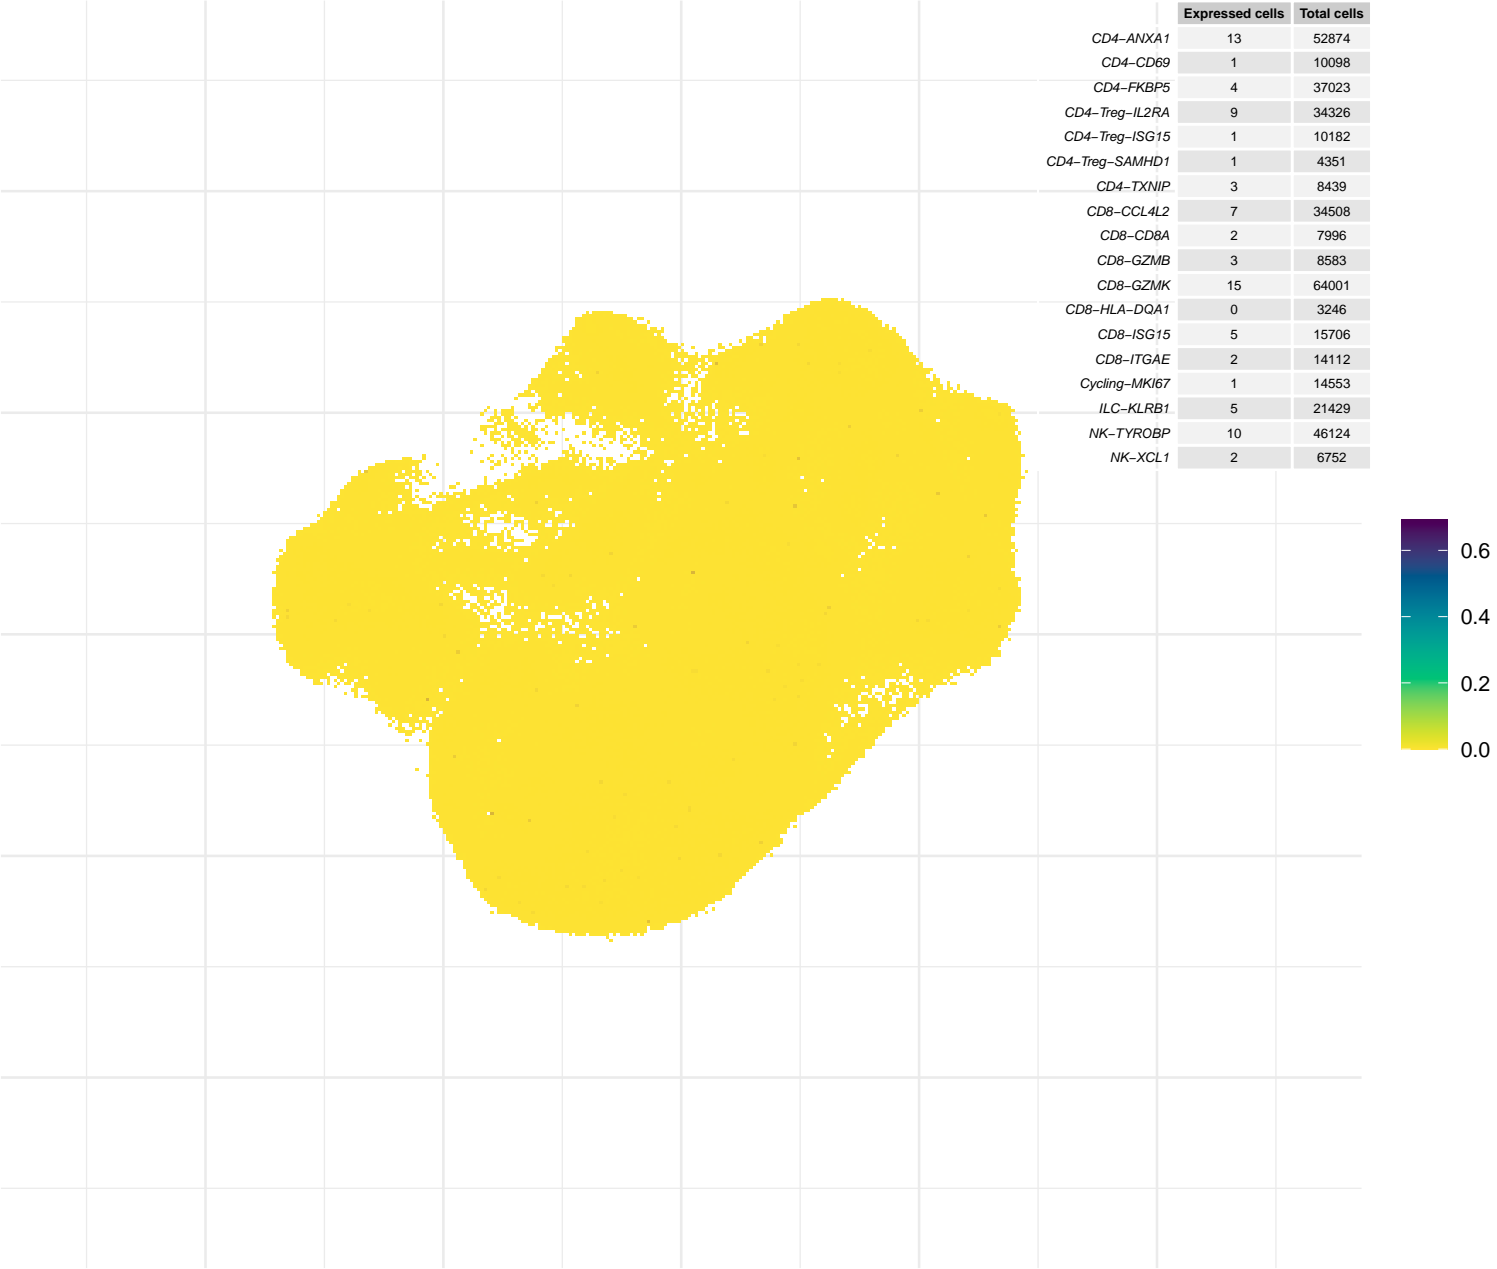 Expressed cells Total cells
CD4−ANXA1 13 52874
CD4−CD69 1 10098
CD4−FKBP5 4 37023
CD4−Treg−IL2RA 9 34326
CD4−Treg−ISG15 1 10182
CD4−Treg−SAMHD1 1 4351
CD4−TXNIP 3 8439
CD8−CCL4L2 7 34508
CD8−CD8A 2 7996
CD8−GZMB 3 8583
CD8−GZMK 15 64001
CD8−HLA−DQA1 0 3246
CD8−ISG15 5 15706
CD8−ITGAE 2 14112
Cycling−MKI67 1 14553
ILC−KLRB1 5 21429
NK−TYROBP 10 46124
NK−XCL1 2 6752
0.6
0.4
0.2
0.0